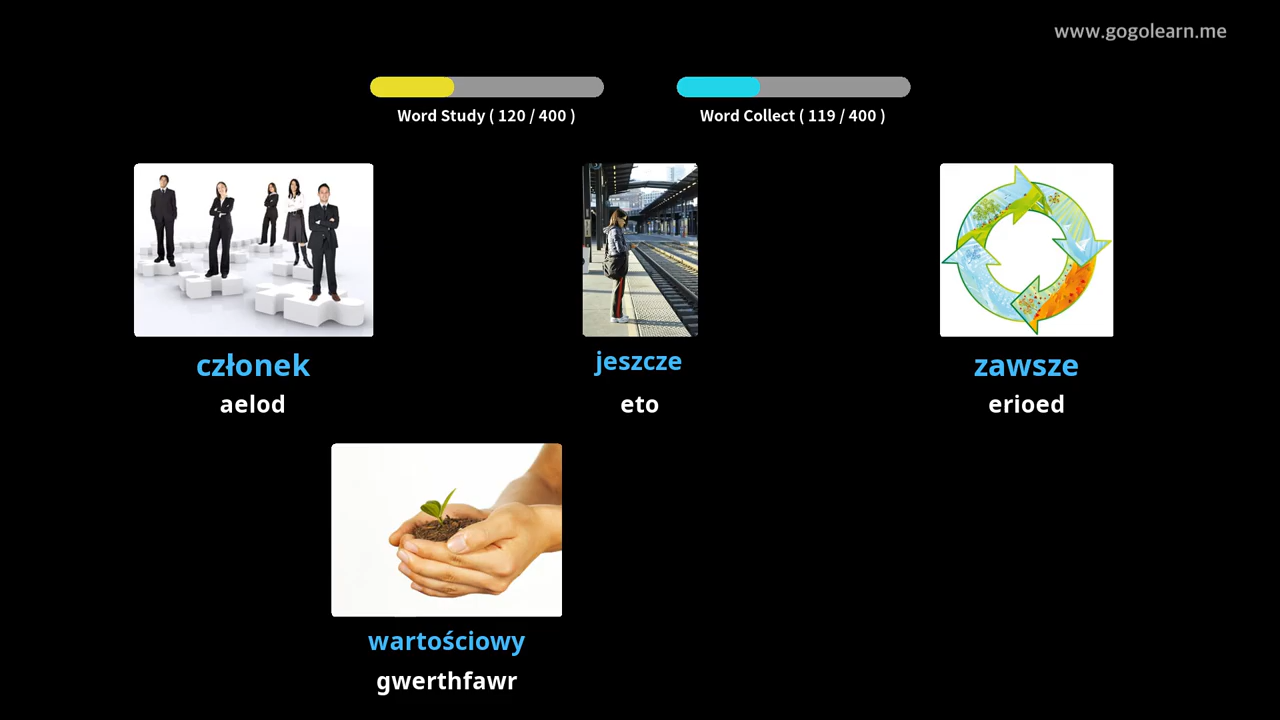 www.gogolearn.me
Word Study ( 120 / 400 )
Word Collect ( 119 / 400 )
członek
jeszcze
zawsze
aelod
eto
erioed
wartościowy
gwerthfawr